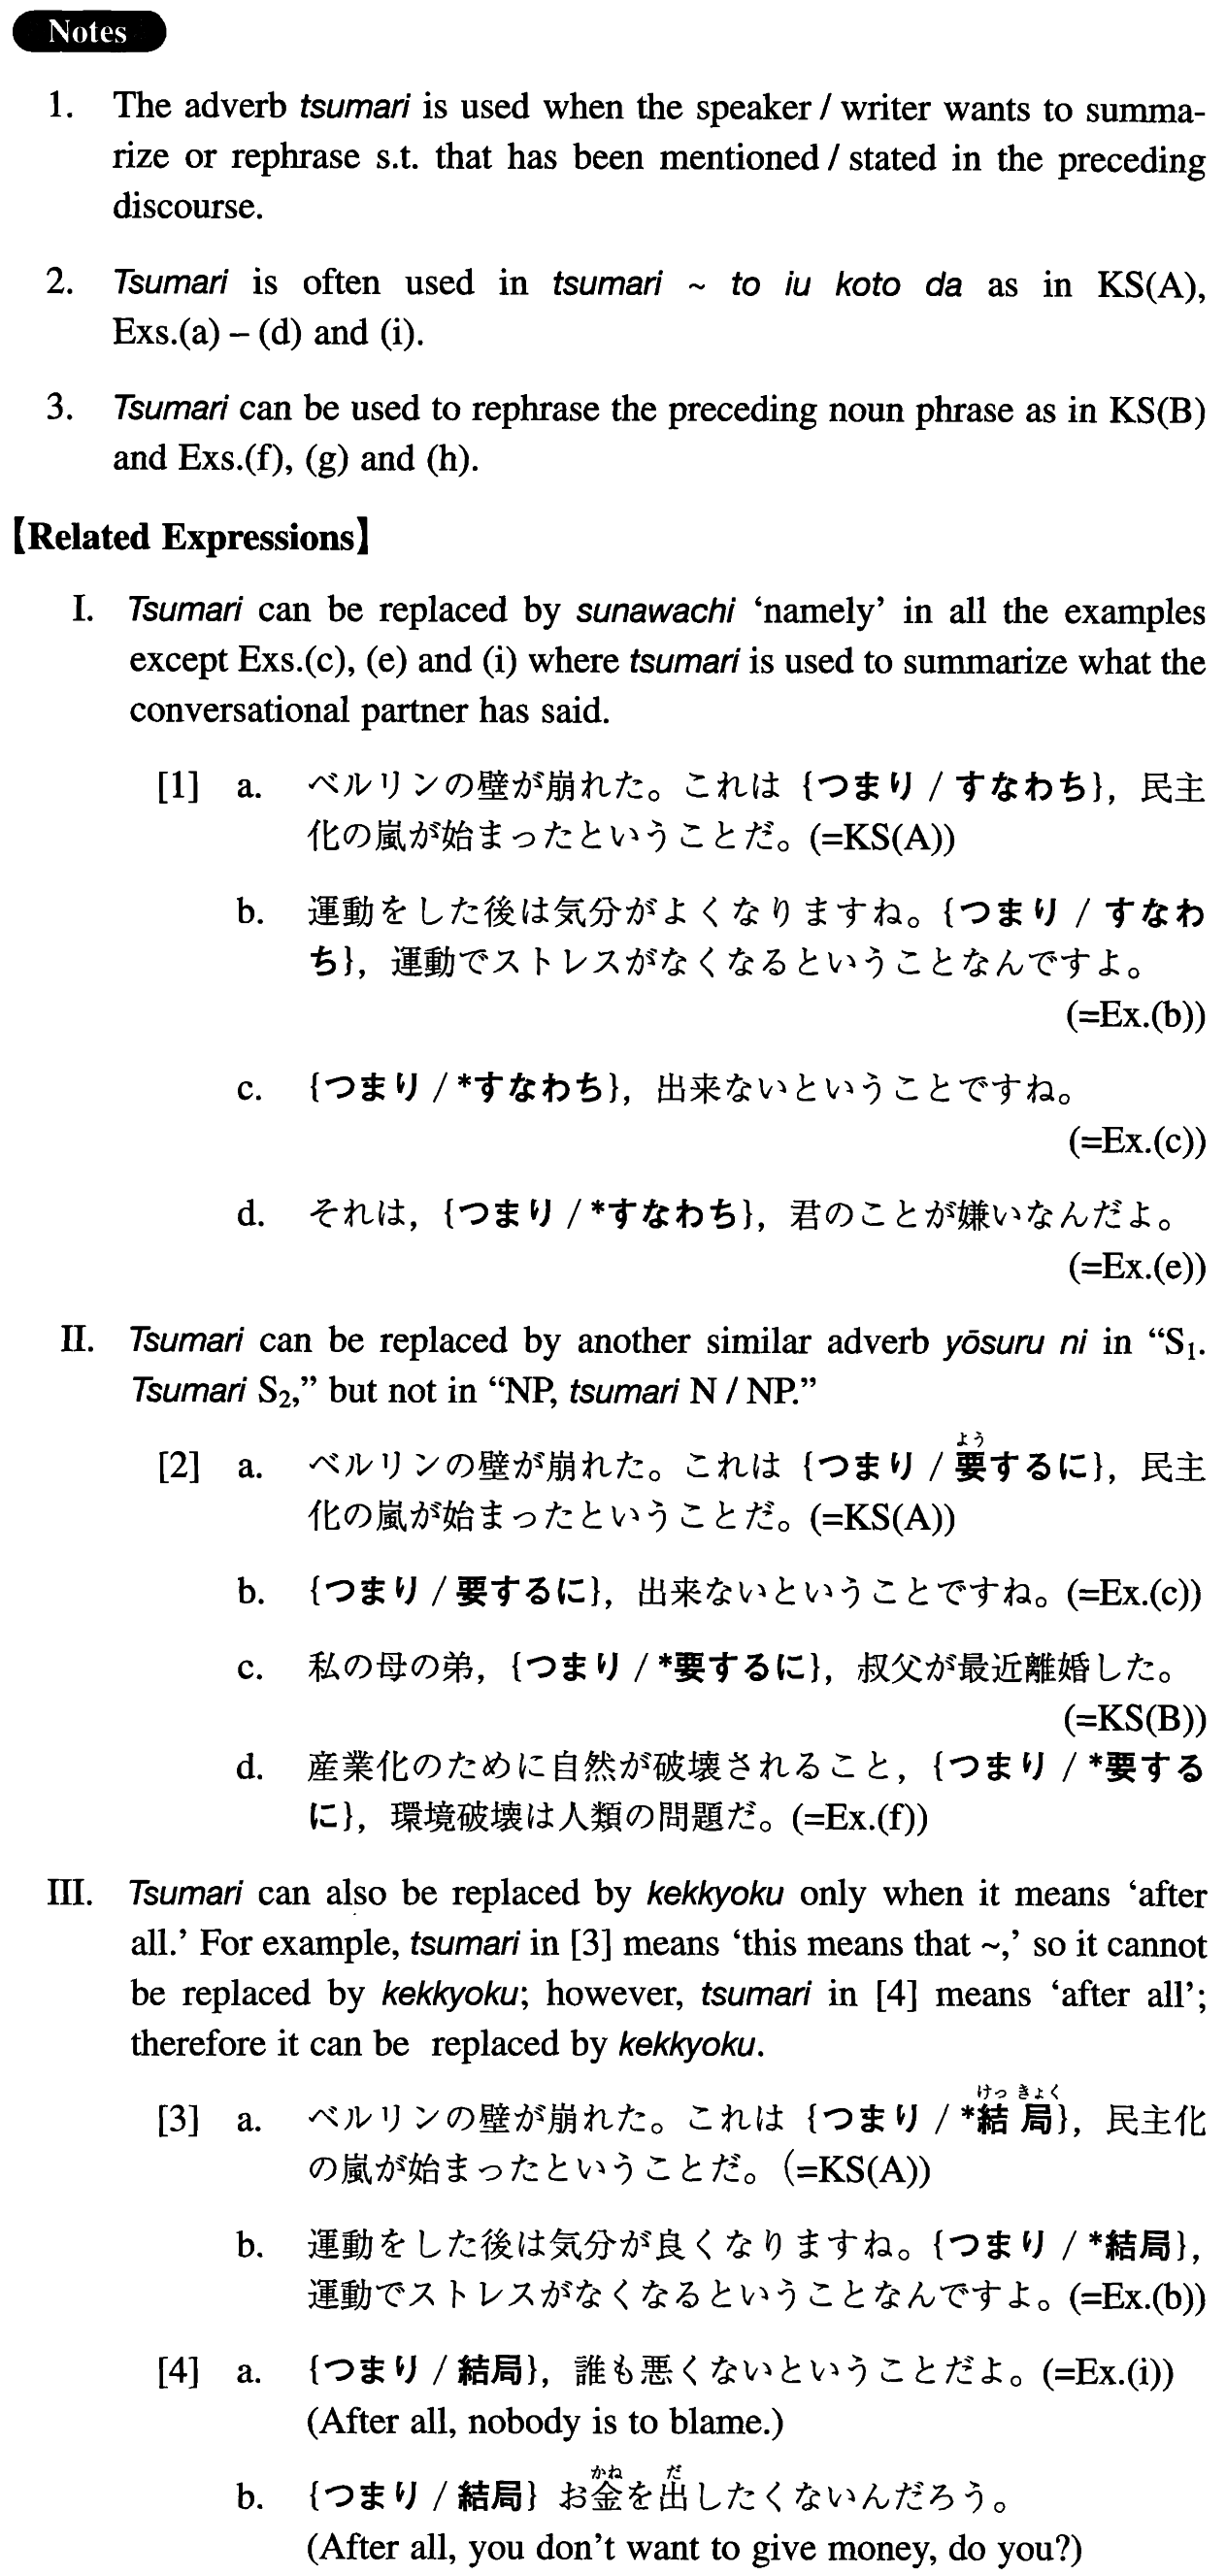 Notes
1. The adverb tsumari is used when the speaker / writer wants to summa-
rize or rephrase s.t. that has been mentioned / stated in the preceding
discourse.
2. Tsumari is often used in tsumari ~ to iu koto da as in KS(A),
Exs.(a) – (d) and (i).
3. Tsumari can be used to rephrase the preceding noun phrase as in KS(B)
and Exs.(f), (g) and (h).
【Related Expressions】
I. Tsumari can be replaced by sunawachi ‘namely’ in all the examples
except Exs.(c), (e) and (i) where tsumari is used to summarize what the
conversational partner has said.
[1] a. ベルリンの壁が崩れた。これは {つまり / すなわち}, 民主
化の嵐が始まったということだ。(=KS(A))
b. 運動をした後は気分がよくなりますね。{つまり / すなわ
ち}, 運動でストレスがなくなるということなんですよ。
(=Ex.(b))
c. {つまり / *すなわち}, 出来ないということですね。
(=Ex.(c))
d. それは, {つまり / *すなわち}, 君のことが嫌いなんだよ。
(=Ex.(e))
II. Tsumari can be replaced by another similar adverb yōsuru ni in “S₁.
Tsumari S₂,” but not in “NP, tsumari N / NP.”
よう
[2] a. ベルリンの壁が崩れた。これは {つまり / 要するに}, 民主
化の嵐が始まったということだ。(=KS(A))
b. {つまり / 要するに}, 出来ないということですね。(=Ex.(c))
c. 私の母の弟, {つまり / *要するに}, 叔父が最近離婚した。
(=KS(B))
d. 産業化のために自然が破壊されること, {つまり / *要する
に}, 環境破壊は人類の問題だ。(=Ex.(f))
III. Tsumari can also be replaced by kekkyoku only when it means ‘after
all.’ For example, tsumari in [3] means ‘this means that ~,’ so it cannot
be replaced by kekkyoku; however, tsumari in [4] means ‘after all’;
therefore it can be replaced by kekkyoku.
けっ きょく
[3] a. ベルリンの壁が崩れた。これは {つまり / *結局}, 民主化
の嵐が始まったということだ。(=KS(A))
b. 運動をした後は気分が良くなりますね。{つまり / *結局},
運動でストレスがなくなるということなんですよ。(=Ex.(b))
[4] a. {つまり / 結局}, 誰も悪くないということだよ。(=Ex.(i))
(After all, nobody is to blame.)
かね だ
b. {つまり / 結局} お金を出したくないんだろう。
(After all, you don’t want to give money, do you?)